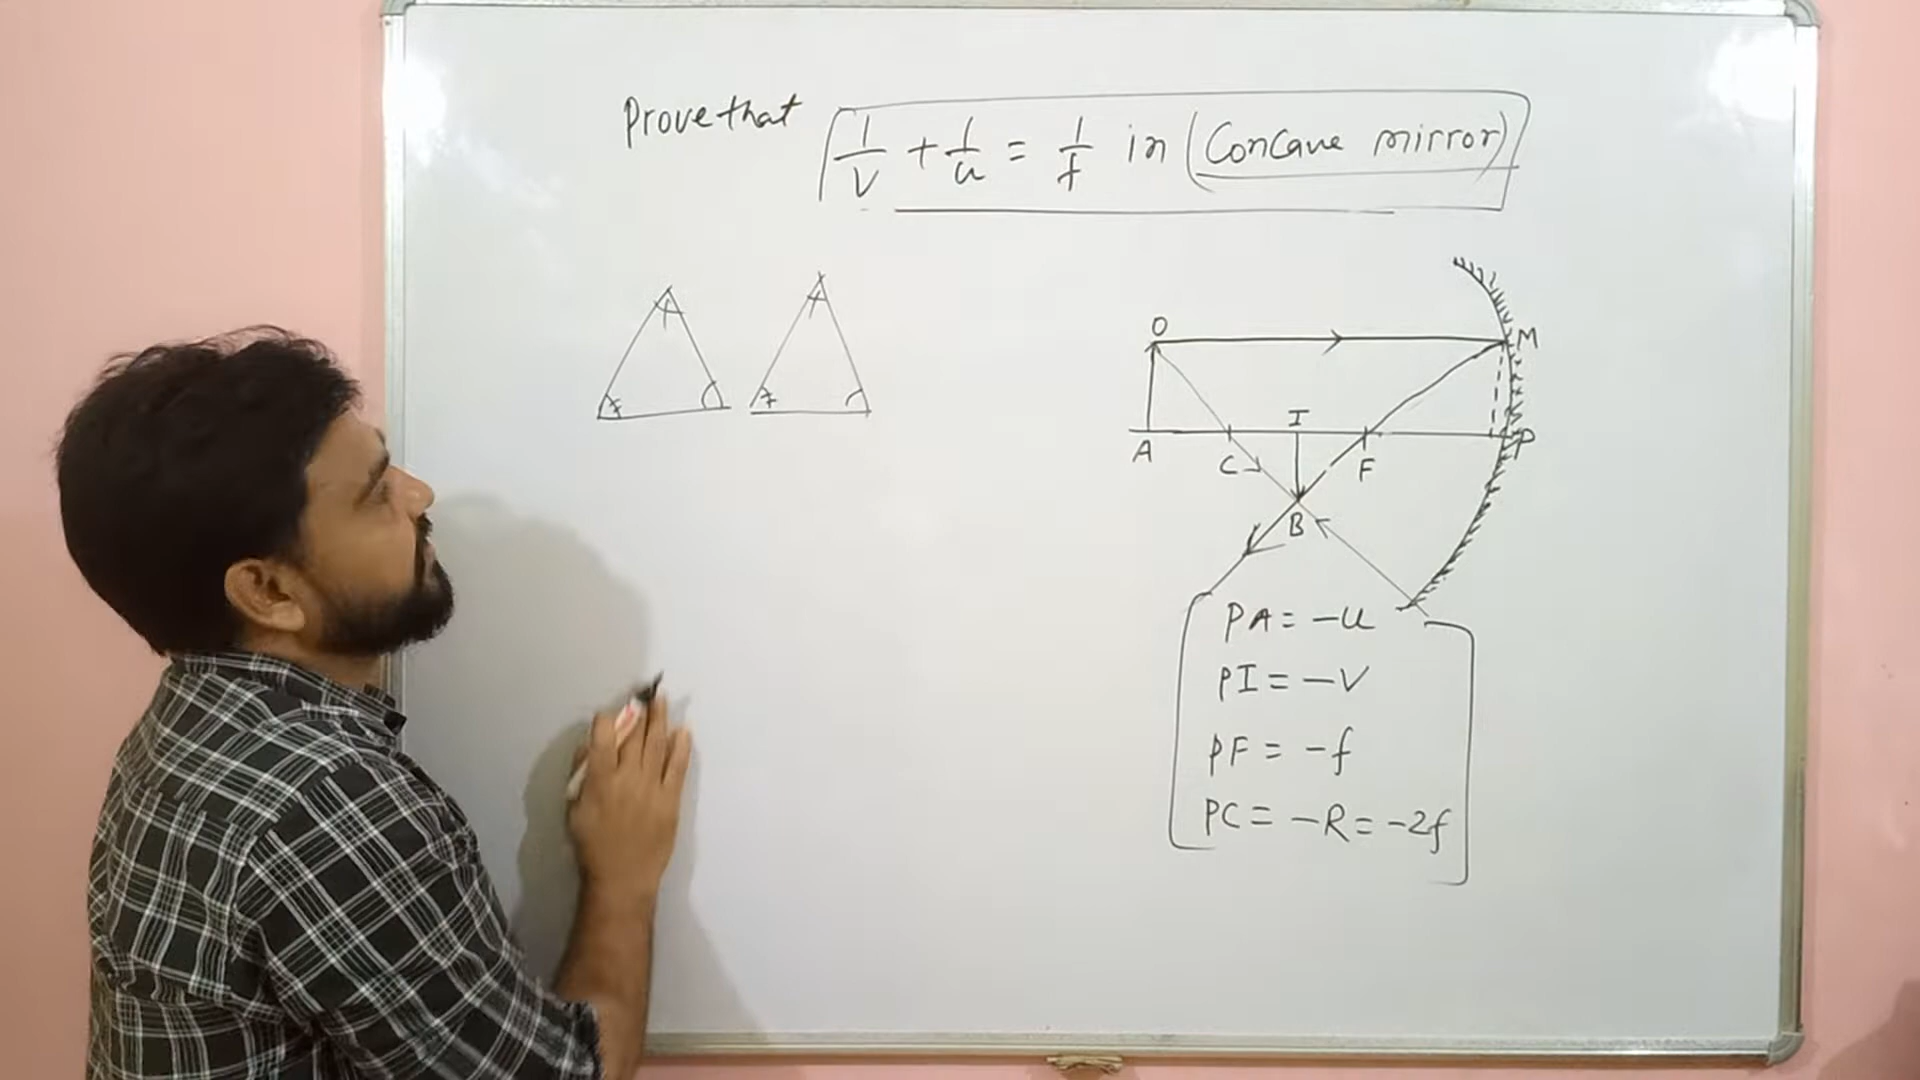 Prove that 1/v + 1/u = 1/f in (Concave mirror)
O
M
A
C
I
F
P
B
PA = -u
PI = -v
PF = -f
PC = -R = -2f